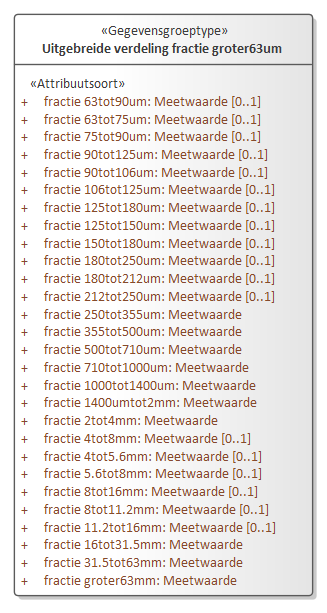 «Gegevensgroeptype»
Uitgebreide verdeling fractie groter63um
«Attribuutsoort»
+ fractie 63tot90um: Meetwaarde [0..1]
+ fractie 63tot75um: Meetwaarde [0..1]
+ fractie 75tot90um: Meetwaarde [0..1]
+ fractie 90tot125um: Meetwaarde [0..1]
+ fractie 90tot106um: Meetwaarde [0..1]
+ fractie 106tot125um: Meetwaarde [0..1]
+ fractie 125tot180um: Meetwaarde [0..1]
+ fractie 125tot150um: Meetwaarde [0..1]
+ fractie 150tot180um: Meetwaarde [0..1]
+ fractie 180tot250um: Meetwaarde [0..1]
+ fractie 180tot212um: Meetwaarde [0..1]
+ fractie 212tot250um: Meetwaarde [0..1]
+ fractie 250tot355um: Meetwaarde
+ fractie 355tot500um: Meetwaarde
+ fractie 500tot710um: Meetwaarde
+ fractie 710tot1000um: Meetwaarde
+ fractie 1000tot1400um: Meetwaarde
+ fractie 1400umtot2mm: Meetwaarde
+ fractie 2tot4mm: Meetwaarde
+ fractie 4tot8mm: Meetwaarde [0..1]
+ fractie 4tot5.6mm: Meetwaarde [0..1]
+ fractie 5.6tot8mm: Meetwaarde [0..1]
+ fractie 8tot16mm: Meetwaarde [0..1]
+ fractie 8tot11.2mm: Meetwaarde [0..1]
+ fractie 11.2tot16mm: Meetwaarde [0..1]
+ fractie 16tot31.5mm: Meetwaarde
+ fractie 31.5tot63mm: Meetwaarde
+ fractie groter63mm: Meetwaarde